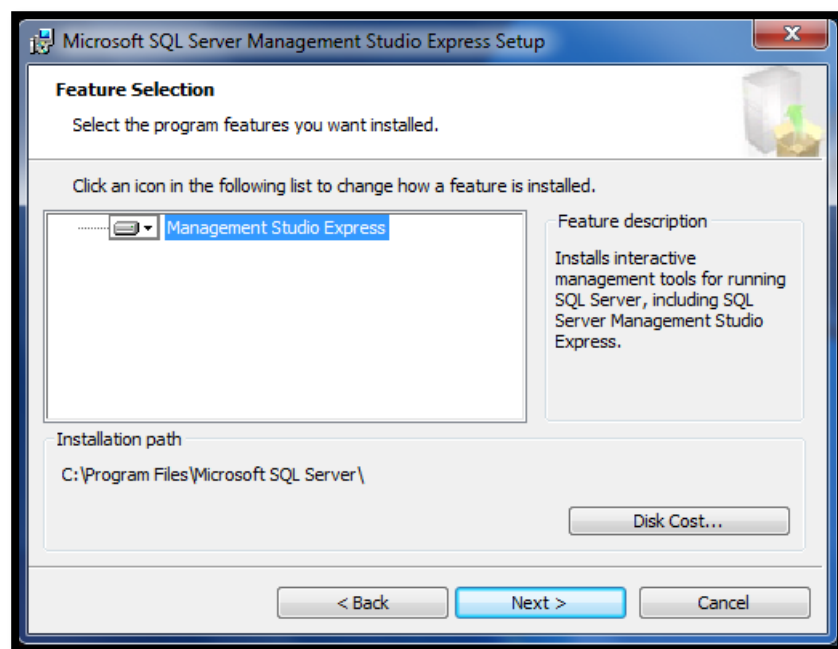 Microsoft SQL Server Management Studio Express Setup
Feature Selection
Select the program features you want installed.
Click an icon in the following list to change how a feature is installed.
Management Studio Express
Feature description
Installs interactive
management tools for running
SQL Server, including SQL
Server Management Studio
Express.
Installation path
C:\Program Files\Microsoft SQL Server\
Disk Cost...
< Back
Next >
Cancel